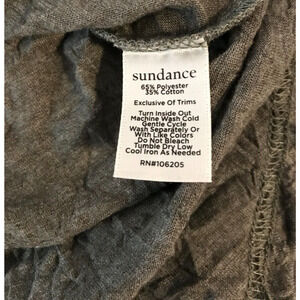 sundance
65% Polyester
35% Cotton
Exclusive Of Trims
Turn Inside Out
Machine Wash Cold
Gentle Cycle
Wash Separately Or
With Like Colors
Do Not Bleach
Tumble Dry Low
Cool Iron As Needed
RN#106205